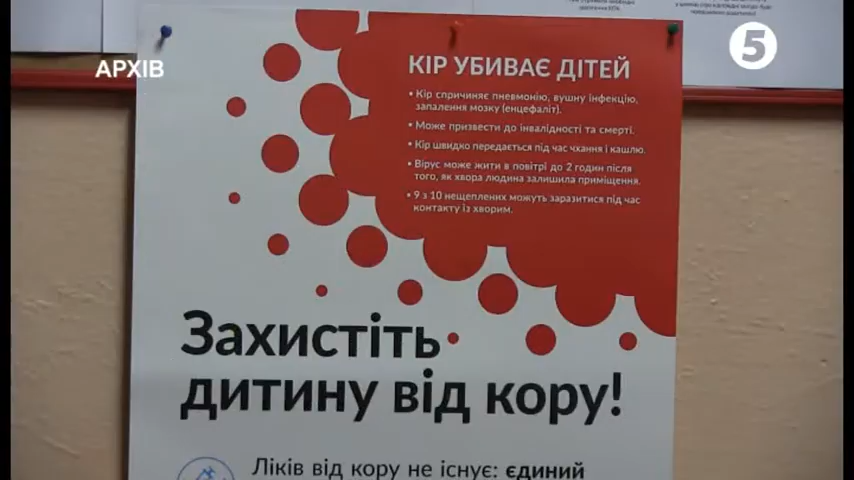 АРХІВ
5
КІР УБИВАЄ ДІТЕЙ
• Кір спричиняє пневмонію, вушну інфекцію,
запалення мозку (енцефаліт).
• Може призвести до інвалідності та смерті.
• Кір швидко передається під час чхання і кашлю.
• Вірус може жити в повітрі до 2 годин після
того, як хвора людина залишила приміщення.
• 9 з 10 нещеплених можуть заразитися під час
контакту із хворим.
Захистіть
дитину від кору!
Ліків від кору не існує: єдиний